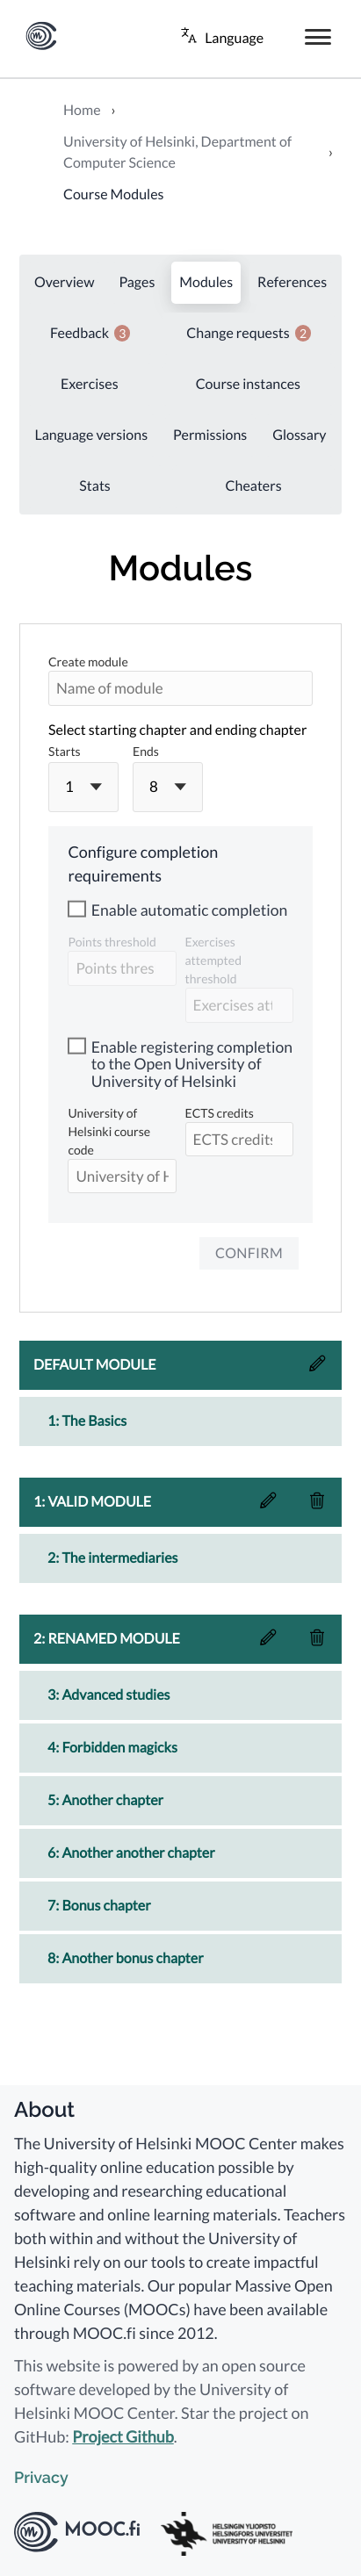 Language
Home ›
University of Helsinki, Department of
Computer Science ›
Course Modules
Overview Pages Modules References
Feedback 3 Change requests 2
Exercises Course instances
Language versions Permissions Glossary
Stats Cheaters
Modules
Create module
Name of module
Select starting chapter and ending chapter
Starts Ends
1 8
Configure completion
requirements
Enable automatic completion
Points threshold
Points thres
Exercises
attempted
threshold
Exercises att
Enable registering completion
to the Open University of
University of Helsinki
University of
Helsinki course
code
University of H
ECTS credits
ECTS credits
CONFIRM
DEFAULT MODULE
1: The Basics
1: VALID MODULE
2: The intermediaries
2: RENAMED MODULE
3: Advanced studies
4: Forbidden magicks
5: Another chapter
6: Another another chapter
7: Bonus chapter
8: Another bonus chapter
About
The University of Helsinki MOOC Center makes
high-quality online education possible by
developing and researching educational
software and online learning materials. Teachers
both within and without the University of
Helsinki rely on our tools to create impactful
teaching materials. Our popular Massive Open
Online Courses (MOOCs) have been available
through MOOC.fi since 2012.
This website is powered by an open source
software developed by the University of
Helsinki MOOC Center. Star the project on
GitHub: Project Github.
Privacy
MOOC.fi
HELSINGIN YLIOPISTO
HELSINGFORS UNIVERSITET
UNIVERSITY OF HELSINKI